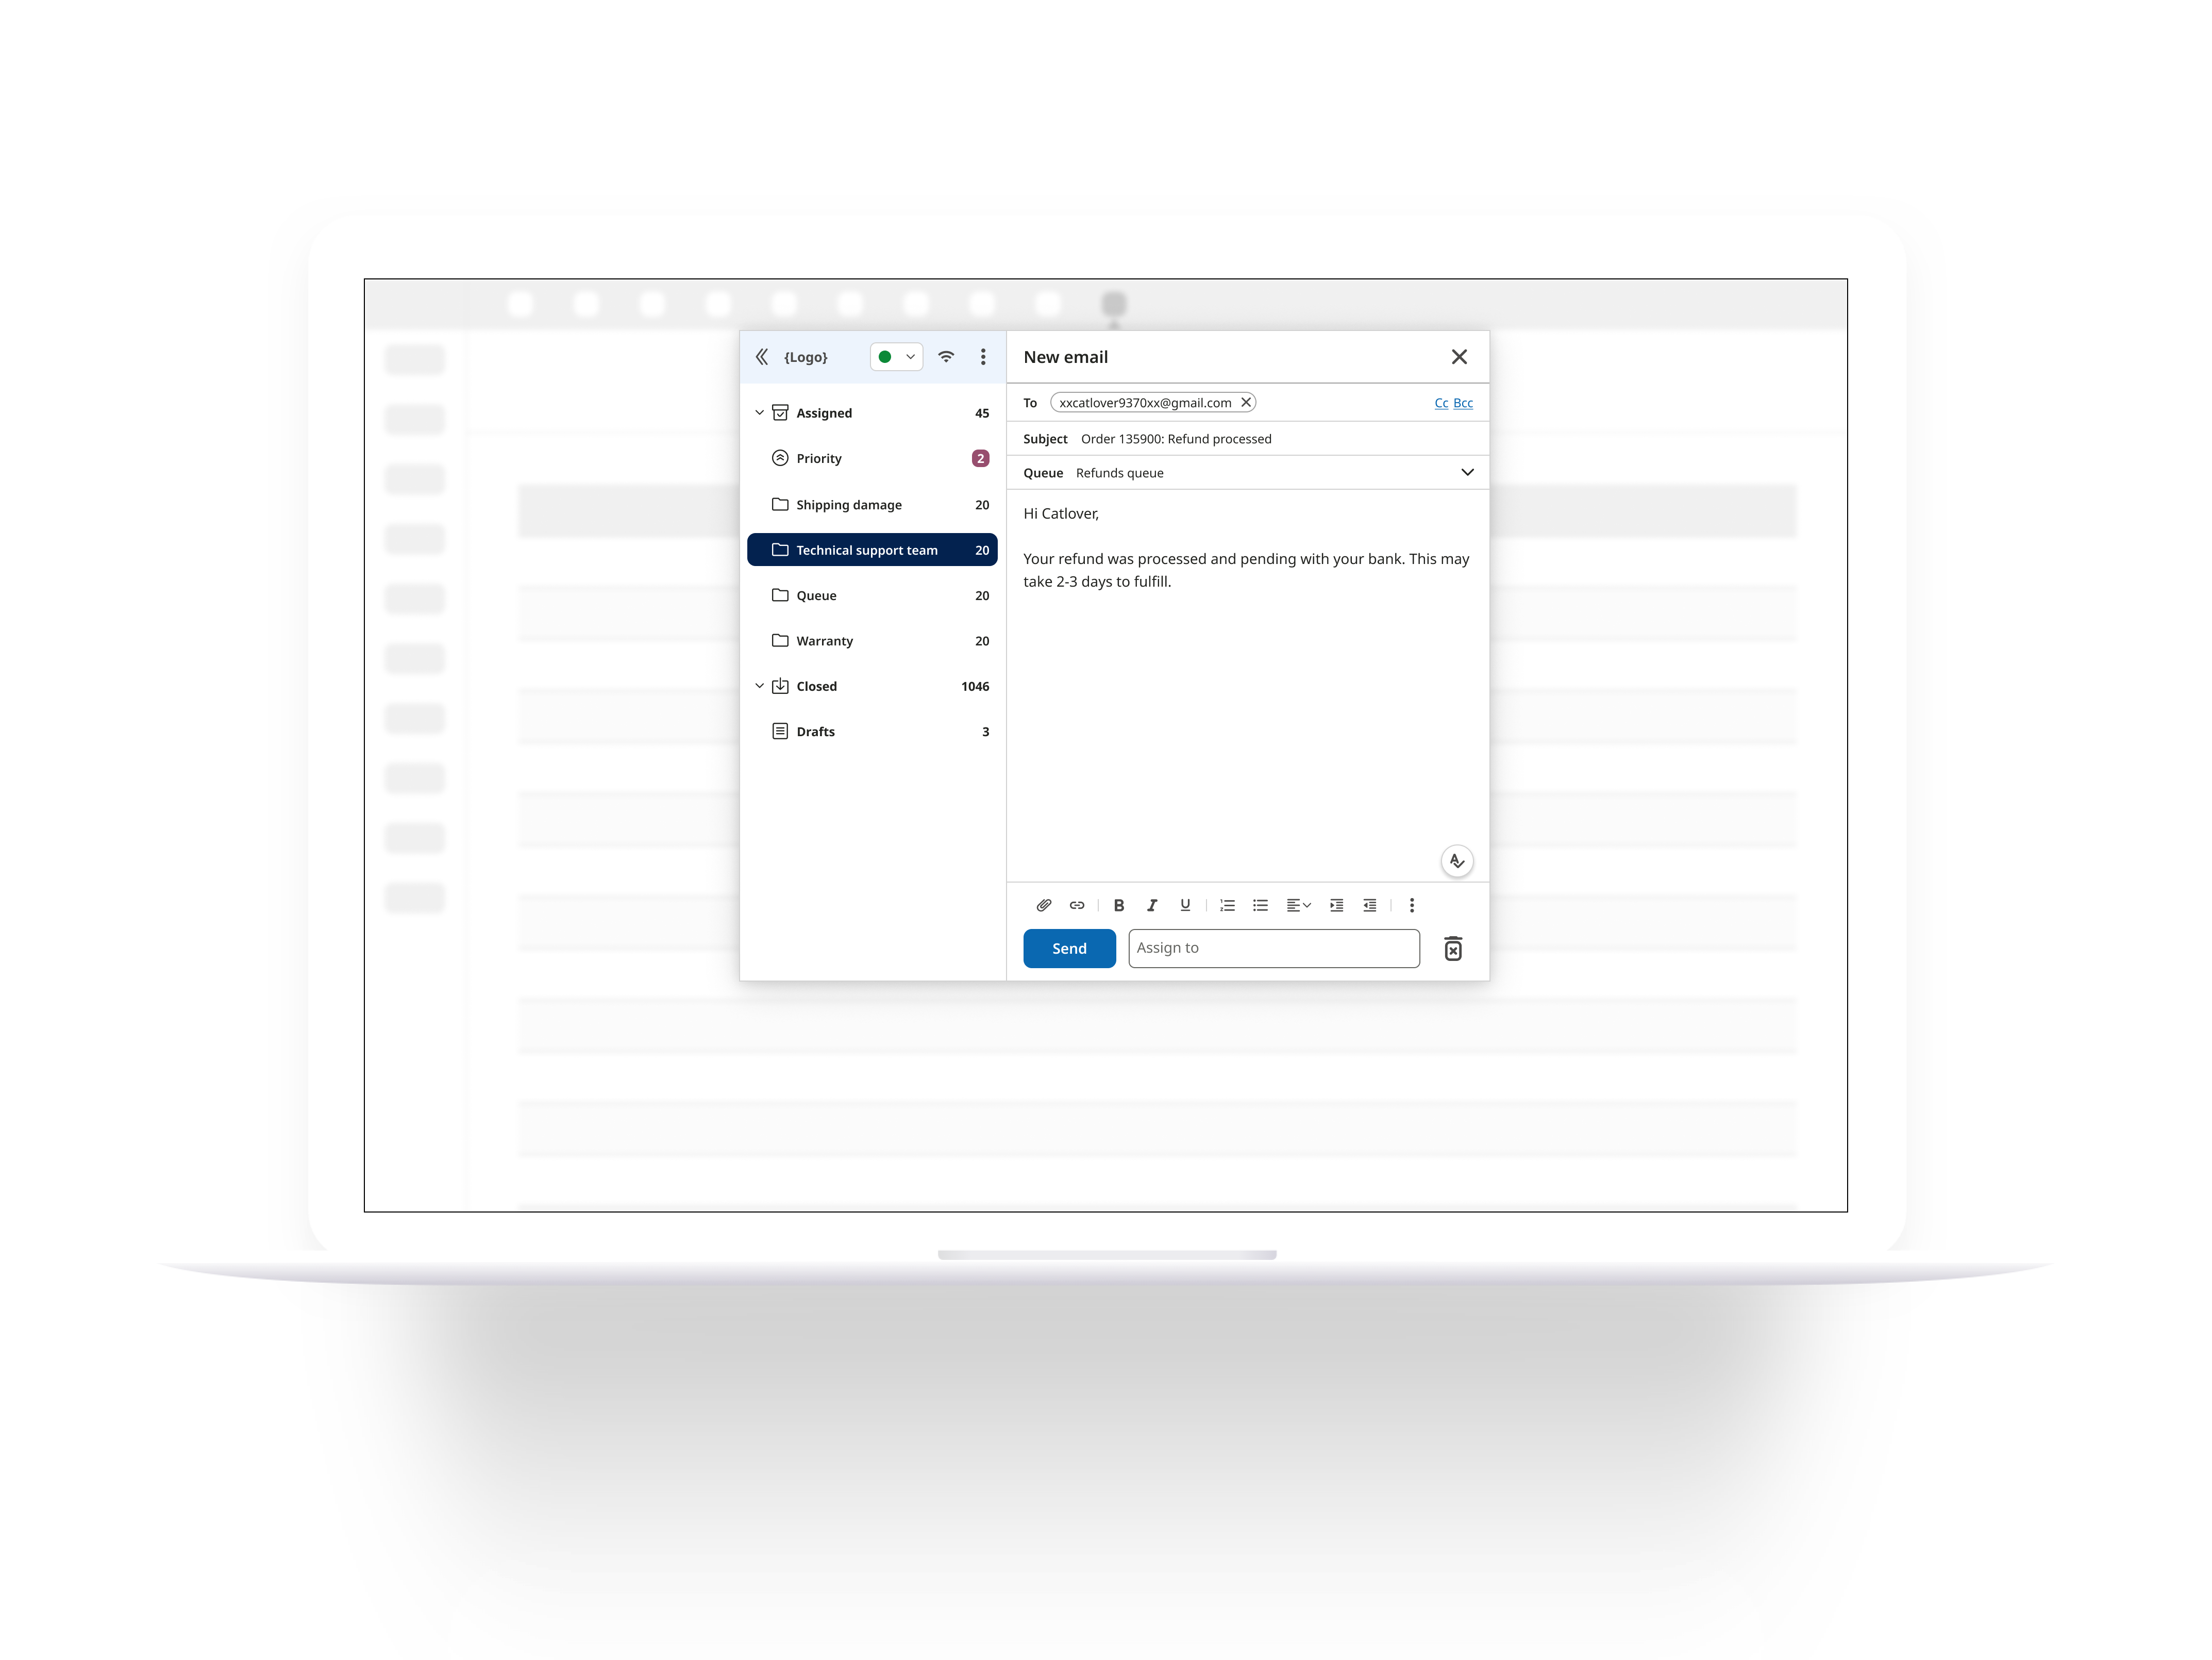 {Logo}
Assigned 45
Priority 2
Shipping damage 20
Technical support team 20
Queue 20
Warranty 20
Closed 1046
Drafts 3
New email
To xxcatlover9370xx@gmail.com Cc Bcc
Subject Order 135900: Refund processed
Queue Refunds queue
Hi Catlover,
Your refund was processed and pending with your bank. This may
take 2-3 days to fulfill.
B I U
Send Assign to